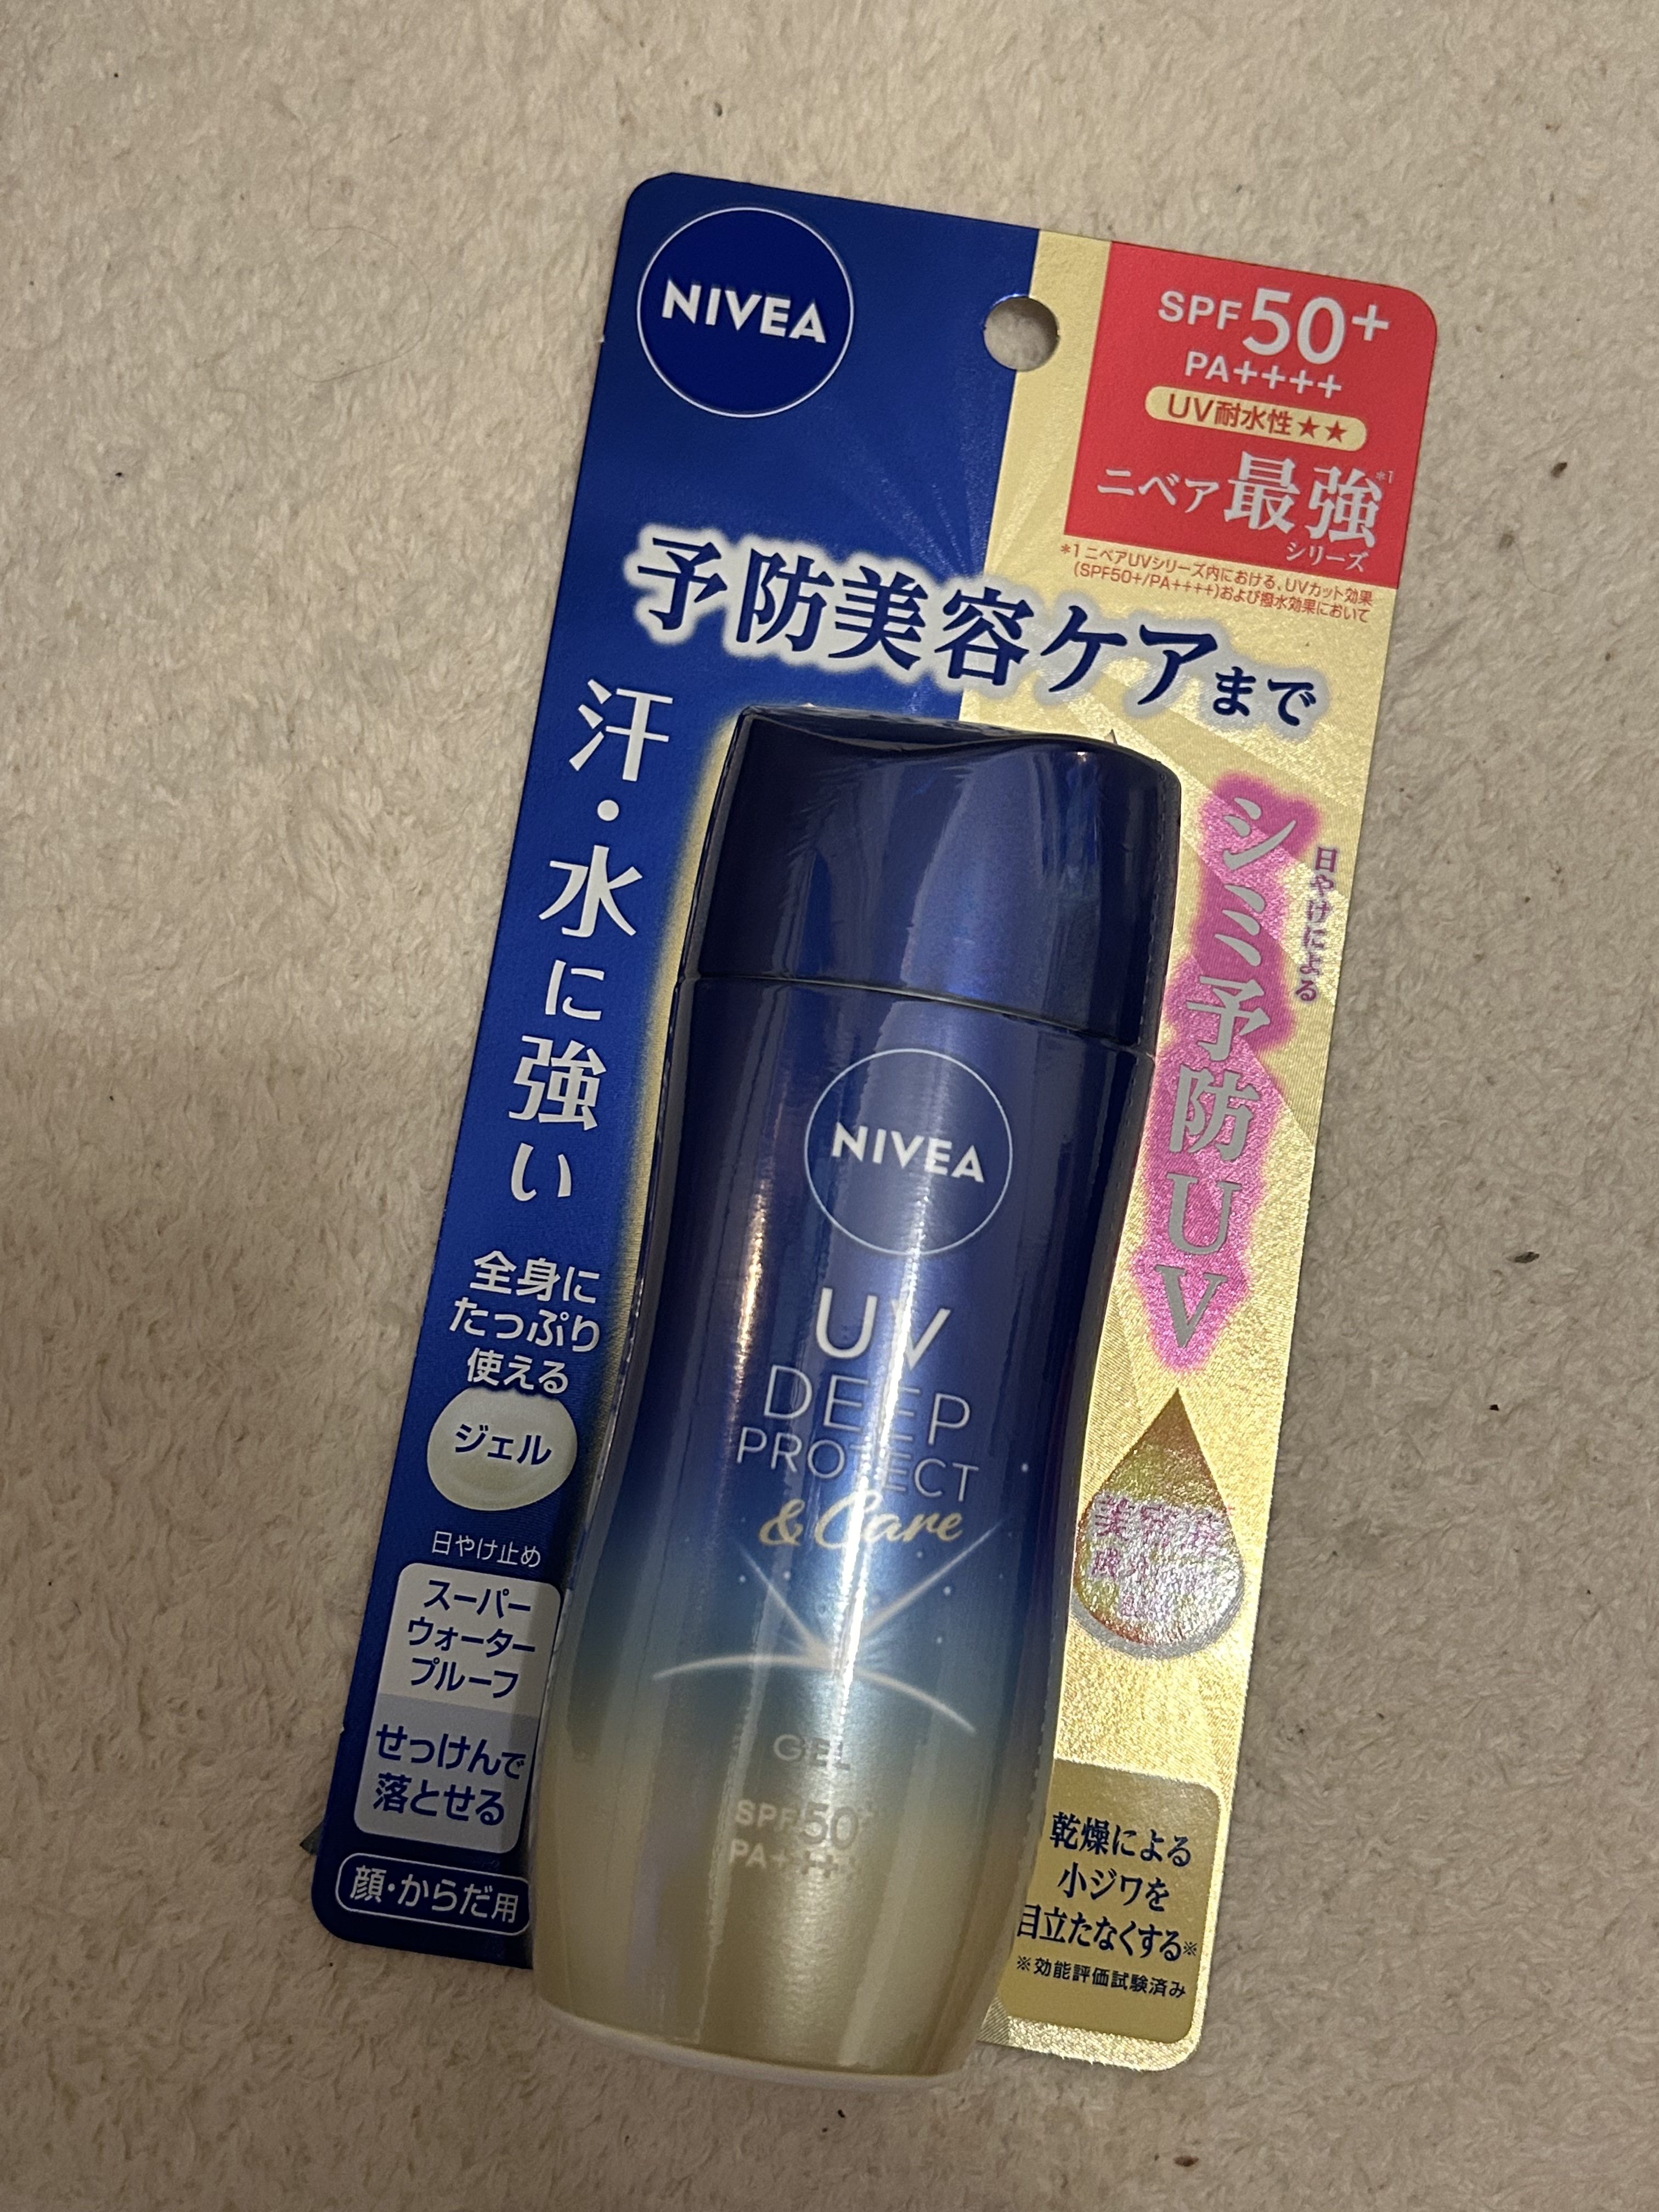 NIVEA
SPF50+
PA++++
UV耐水性★★
ニベア最強*1
シリーズ
*1 ニベアUVシリーズ内における、UVカット効果
(SPF50+/PA++++)および撥水効果において
予防美容ケアまで
汗・水に強い
全身に
たっぷり
使える
ジェル
日やけ止め
スーパー
ウォーター
プルーフ
せっけんで
落とせる
顔・からだ用
NIVEA
UV
DEEP
PROTECT
& Care
GEL
SPF50+
PA++++
日やけによる
シミ予防UV
美容液
成分
乾燥による
小ジワを
目立たなくする※
※効能評価試験済み